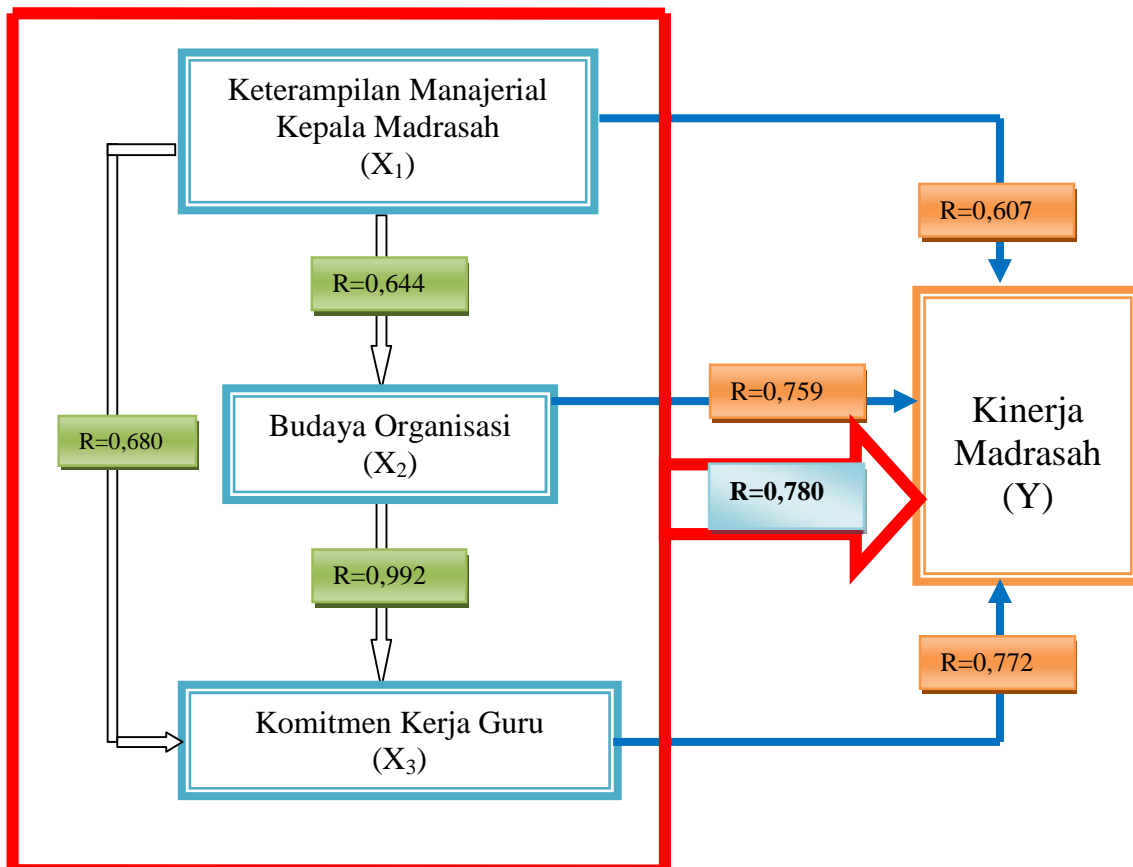 Keterampilan Manajerial
Kepala Madrasah
(X₁)
R=0,607
R=0,644
R=0,759
Budaya Organisasi
(X₂)
R=0,680
Kinerja
Madrasah
(Y)
R=0,780
R=0,992
R=0,772
Komitmen Kerja Guru
(X₃)